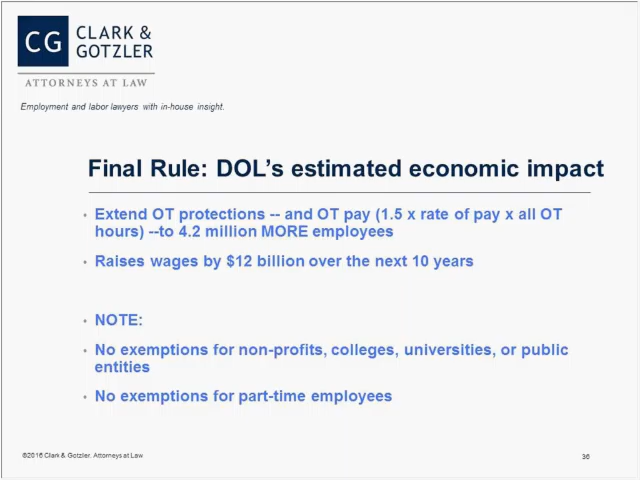 CG
CLARK &
GOTZLER
ATTORNEYS AT LAW
Employment and labor lawyers with in-house insight.
Final Rule: DOL’s estimated economic impact
• Extend OT protections -- and OT pay (1.5 x rate of pay x all OT
hours) --to 4.2 million MORE employees
• Raises wages by $12 billion over the next 10 years
• NOTE:
• No exemptions for non-profits, colleges, universities, or public
entities
• No exemptions for part-time employees
©2016 Clark & Gotzler. Attorneys at Law
36